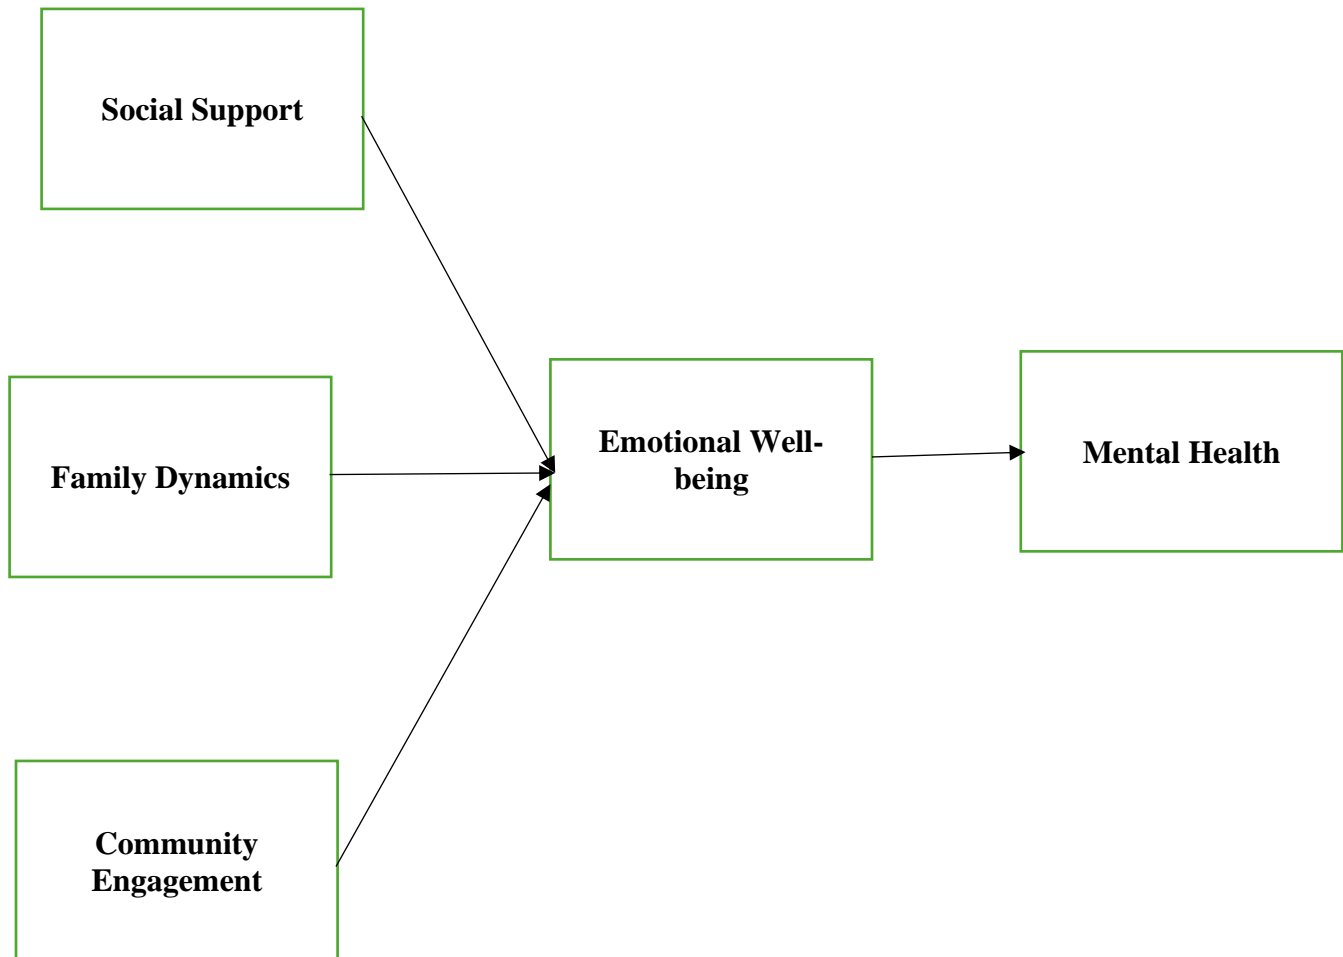 Social Support
Family Dynamics
Emotional Well-
being
Mental Health
Community
Engagement